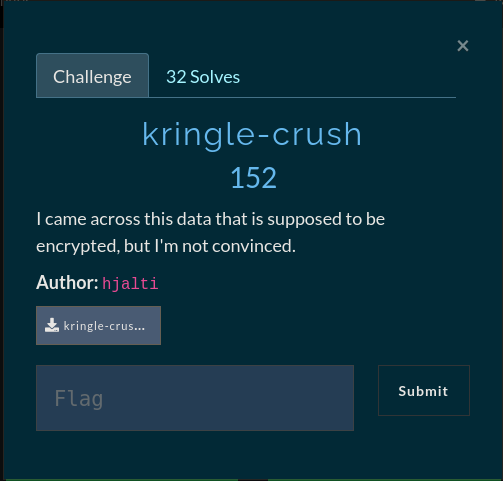 ×
Challenge
32 Solves
kringle-crush
152
I came across this data that is supposed to be
encrypted, but I'm not convinced.
Author: hjalti
kringle-crus...
Flag
Submit